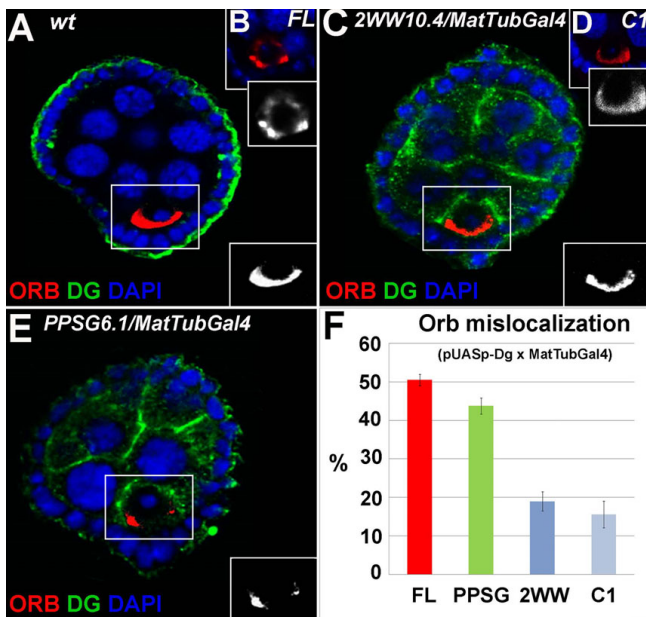 A wt
B FL
C 2WW10.4/MatTubGal4
D C1
ORB DG DAPI
ORB DG DAPI
E PPSG6.1/MatTubGal4
ORB DG DAPI
F Orb mislocalization
(pUASp-Dg x MatTubGal4)
60
50
40
%
30
20
10
0
FL PPSG 2WW C1